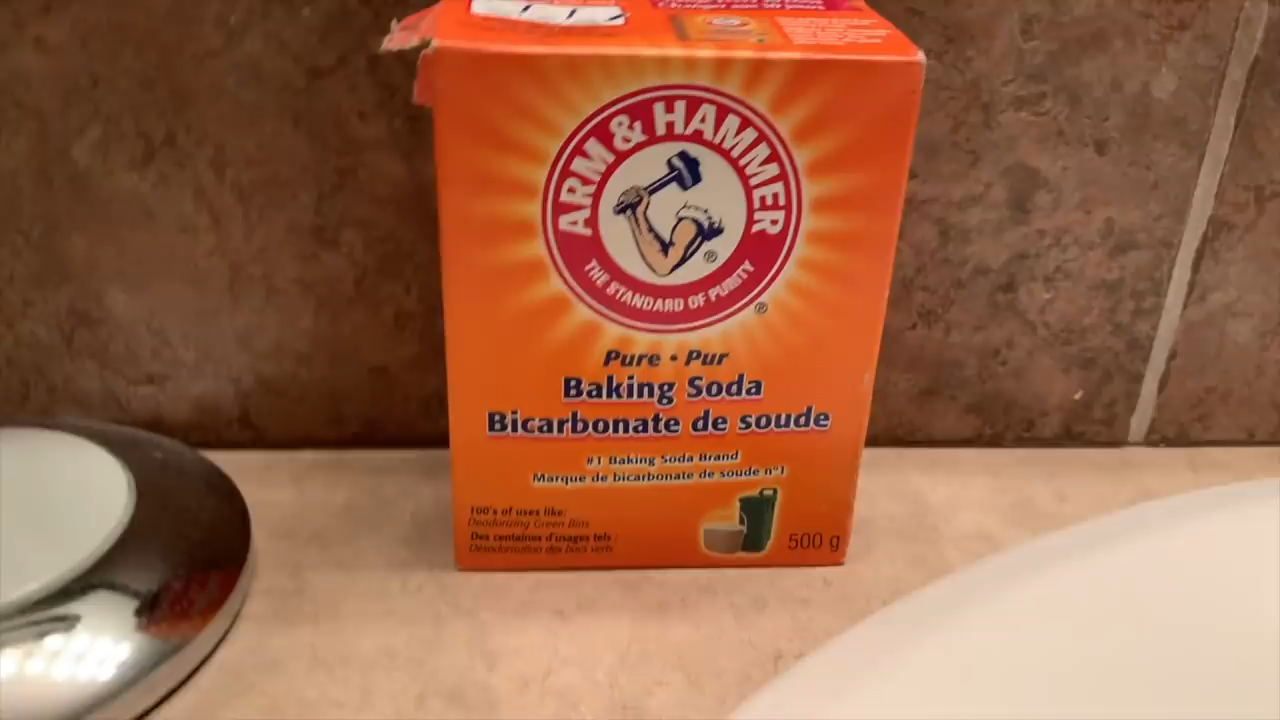 ARM & HAMMER
THE STANDARD OF PURITY
Pure • Pur
Baking Soda
Bicarbonate de soude
#1 Baking Soda Brand
Marque de bicarbonate de soude n°1
100's of uses like:
Deodorizing Green Bins
Des centaines d'usages tels :
Désodorisation des bacs verts
500 g